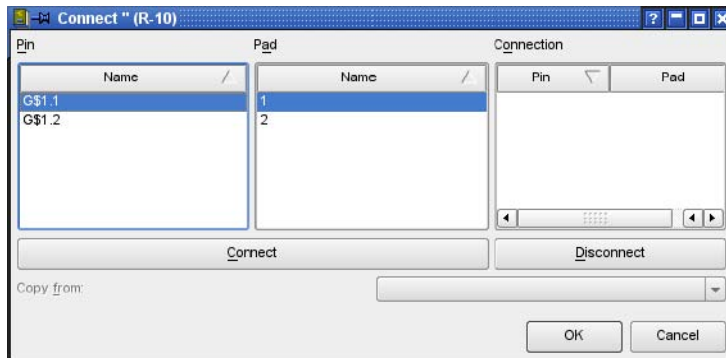 Connect '' (R-10)
?
Pin Pad Connection
Name Name Pin Pad
G$1.1 1
G$1.2 2
Connect Disconnect
Copy from:
OK Cancel